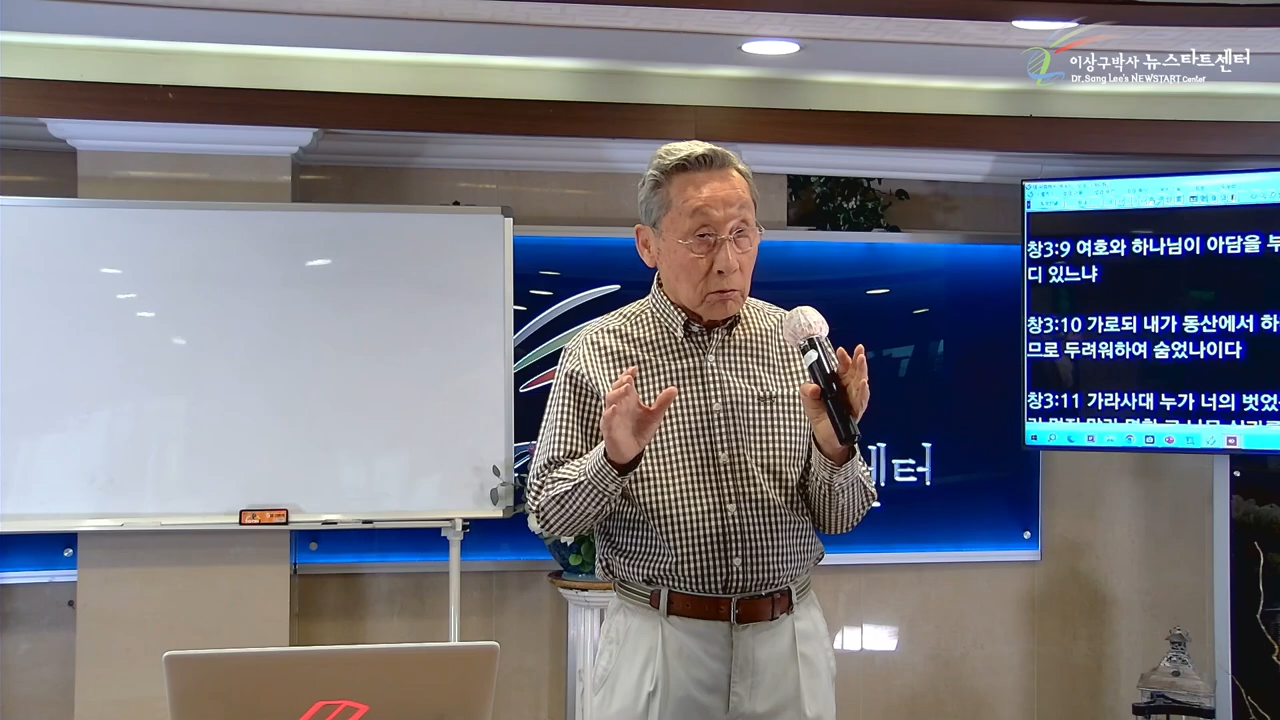 이상구박사 뉴스타트센터
Dr. Sang Lee's NEWSTART Center
창3:9 여호와 하나님이 아담을 부
디 있느냐
창3:10 가로되 내가 동산에서 하
므로 두려워하여 숨었나이다
창3:11 가라사대 누가 너의 벗었
센터